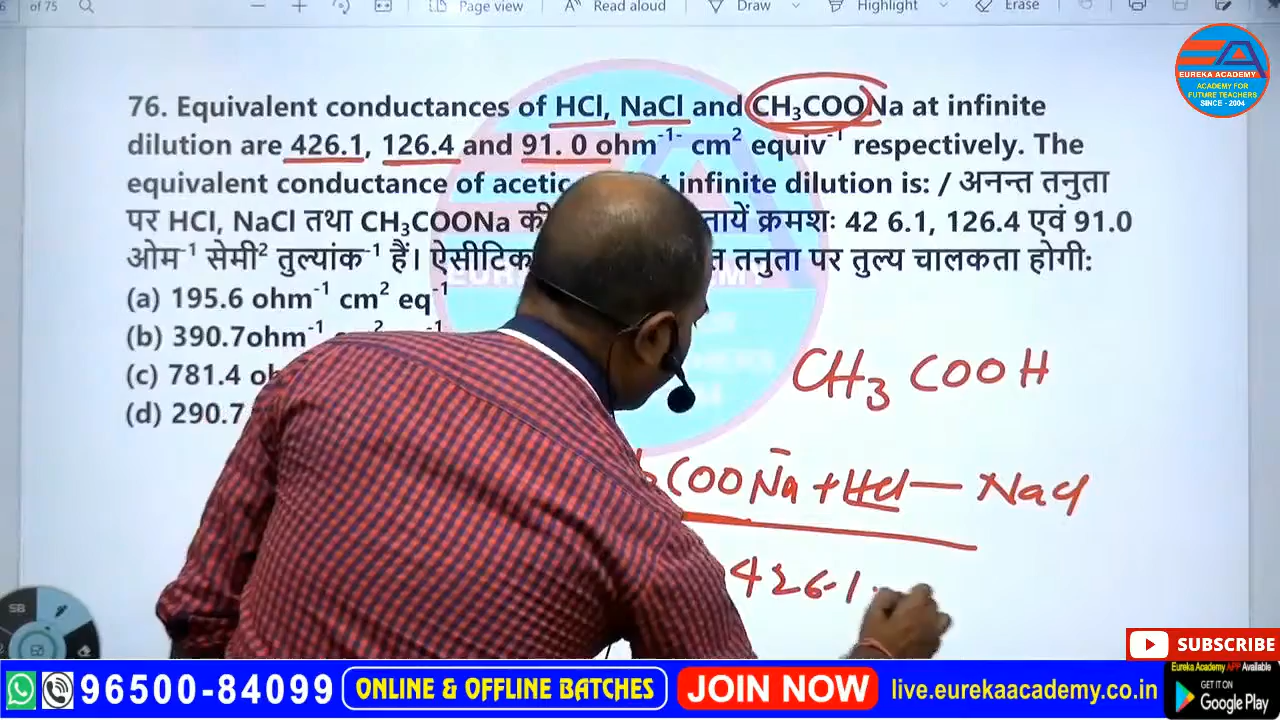 of 75 Page view Read aloud Draw Highlight Erase
EUREKA ACADEMY
ACADEMY FOR
FUTURE TEACHERS
SINCE - 2004
76. Equivalent conductances of HCl, NaCl and CH₃COONa at infinite
dilution are 426.1, 126.4 and 91. 0 ohm⁻¹⁻ cm² equiv⁻¹ respectively. The
equivalent conductance of acetic infinite dilution is: / अनन्त तनुता
पर HCl, NaCl तथा CH₃COONa की तायें क्रमशः 42 6.1, 126.4 एवं 91.0
ओम⁻¹ सेमी² तुल्यांक⁻¹ हैं। ऐसीटिक तनुता पर तुल्य चालकता होगी:
(a) 195.6 ohm⁻¹ cm² eq⁻¹
(b) 390.7ohm⁻¹
(c) 781.4
(d) 290.7
CH₃COOH
COONa + HCl — NaCl
426.1
SB
SUBSCRIBE
96500-84099 ONLINE & OFFLINE BATCHES JOIN NOW live.eurekaacademy.co.in
Eureka Academy APP Available
GET IT ON
Google Play